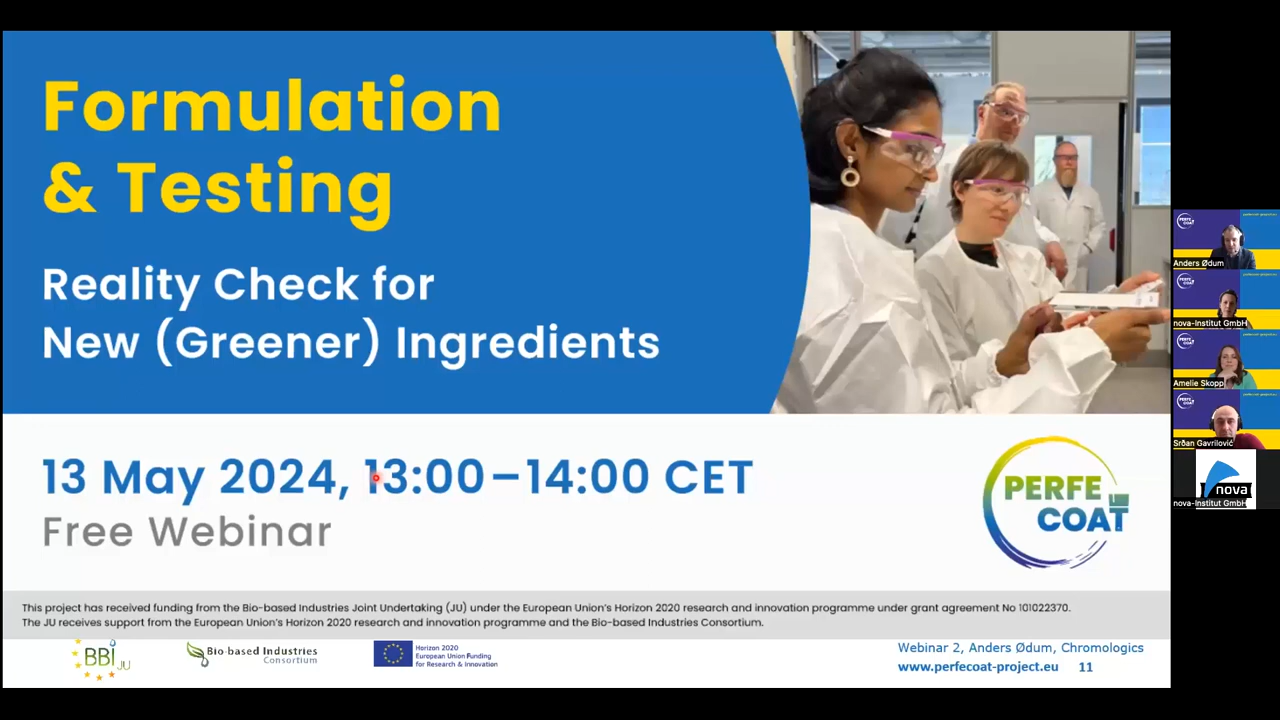 Formulation
& Testing
Reality Check for
New (Greener) Ingredients
13 May 2024, 13:00–14:00 CET
Free Webinar
PERFE
COAT
This project has received funding from the Bio-based Industries Joint Undertaking (JU) under the European Union's Horizon 2020 research and innovation programme under grant agreement No 101022370.
The JU receives support from the European Union's Horizon 2020 research and innovation programme and the Bio-based Industries Consortium.
BBI JU
Bio-based Industries
Consortium
Horizon 2020
European Union Funding
for Research & Innovation
Webinar 2, Anders Ødum, Chromologics
www.perfecoat-project.eu 11
Anders Ødum
nova-Institut GmbH
Amelie Skopp
Srđan Gavrilović
nova
nova-Institut GmbH